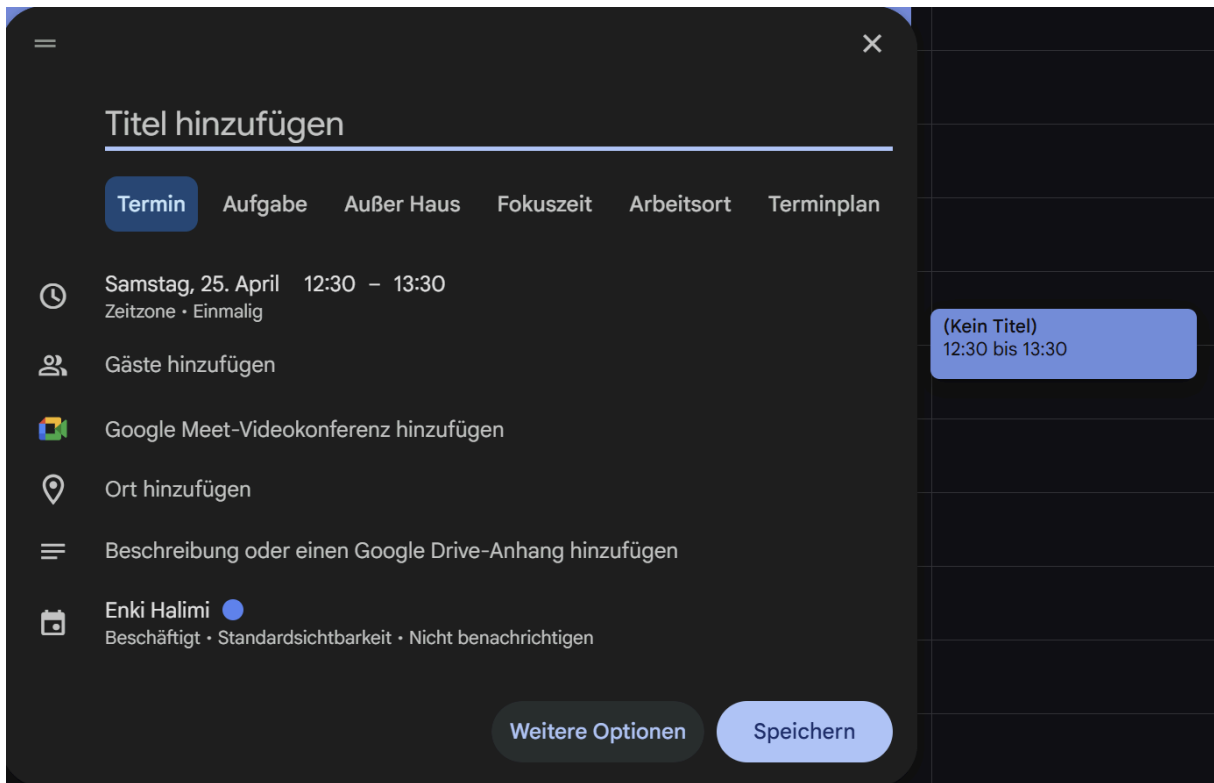 Titel hinzufügen
Termin Aufgabe Außer Haus Fokuszeit Arbeitsort Terminplan
Samstag, 25. April 12:30 – 13:30
Zeitzone • Einmalig
Gäste hinzufügen
Google Meet-Videokonferenz hinzufügen
Ort hinzufügen
Beschreibung oder einen Google Drive-Anhang hinzufügen
Enki Halimi
Beschäftigt • Standardsichtbarkeit • Nicht benachrichtigen
Weitere Optionen Speichern
(Kein Titel)
12:30 bis 13:30